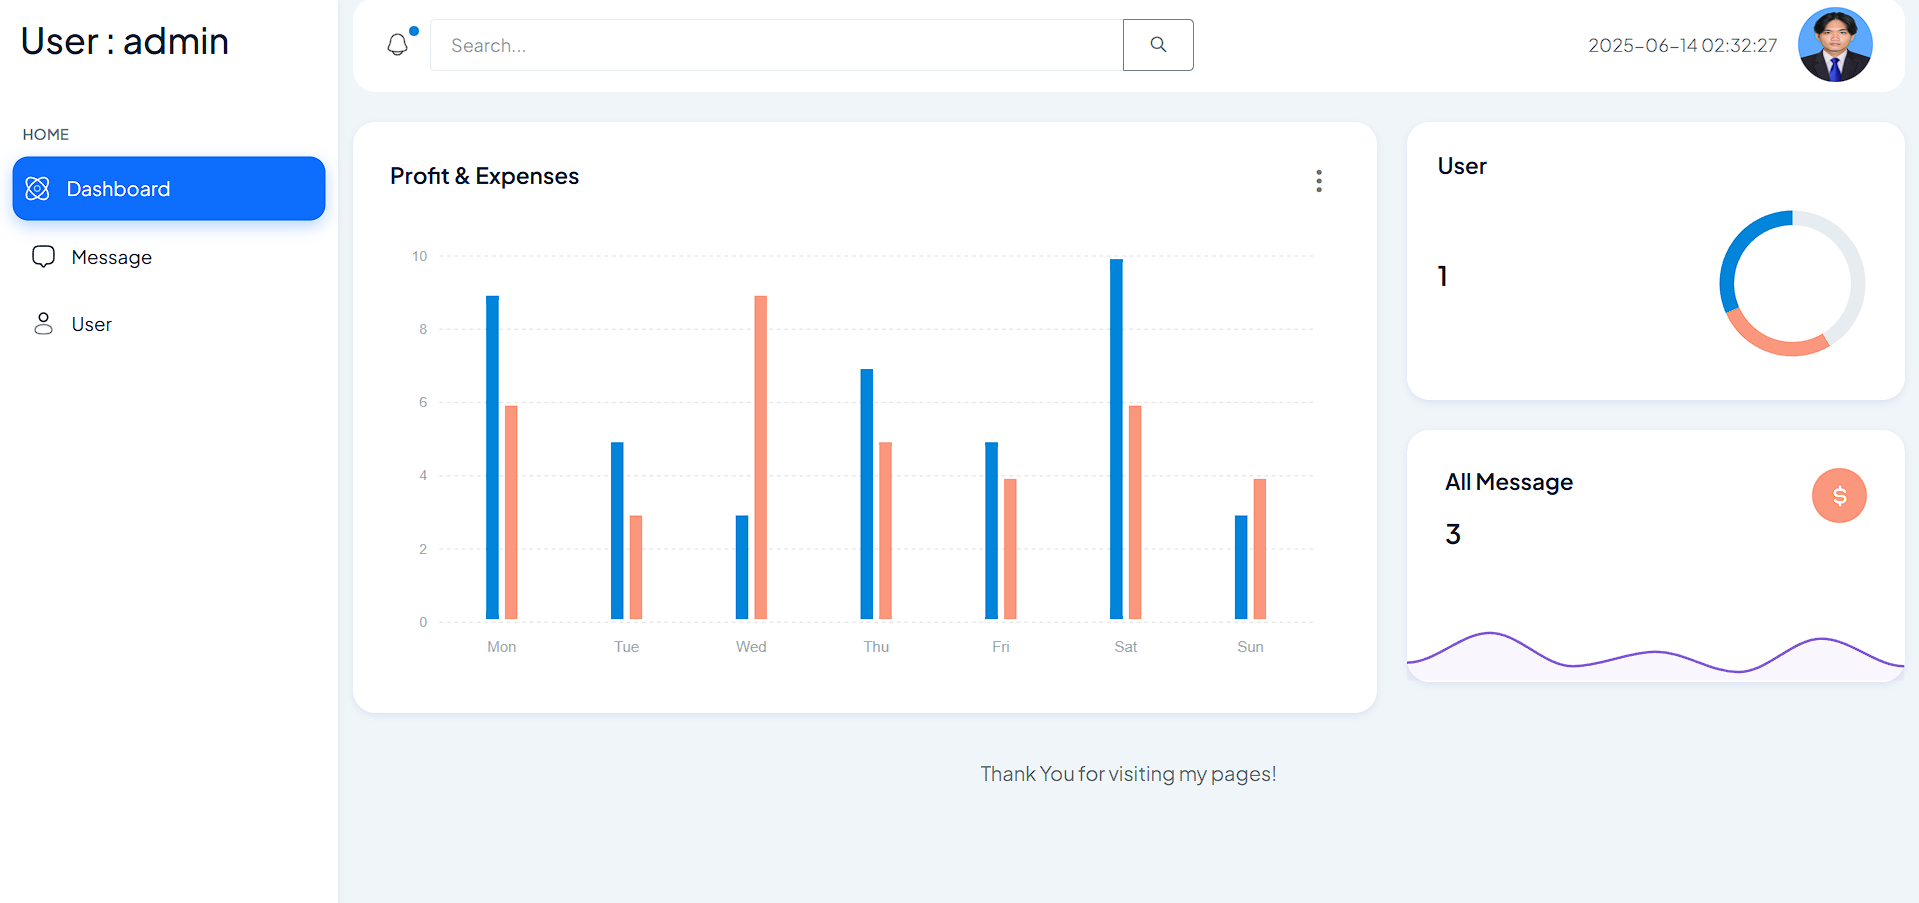 User : admin
HOME
Dashboard
Message
User
Search...
2025-06-14 02:32:27
Profit & Expenses
10
8
6
4
2
0
Mon Tue Wed Thu Fri Sat Sun
User
1
All Message
$
3
Thank You for visiting my pages!